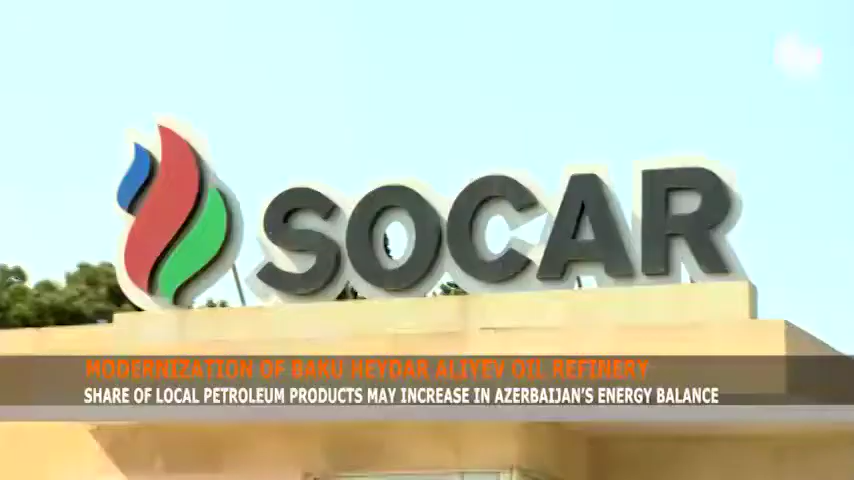 SOCAR
MODERNIZATION OF BAKU HEYDAR ALIYEV OIL REFINERY
SHARE OF LOCAL PETROLEUM PRODUCTS MAY INCREASE IN AZERBAIJAN'S ENERGY BALANCE